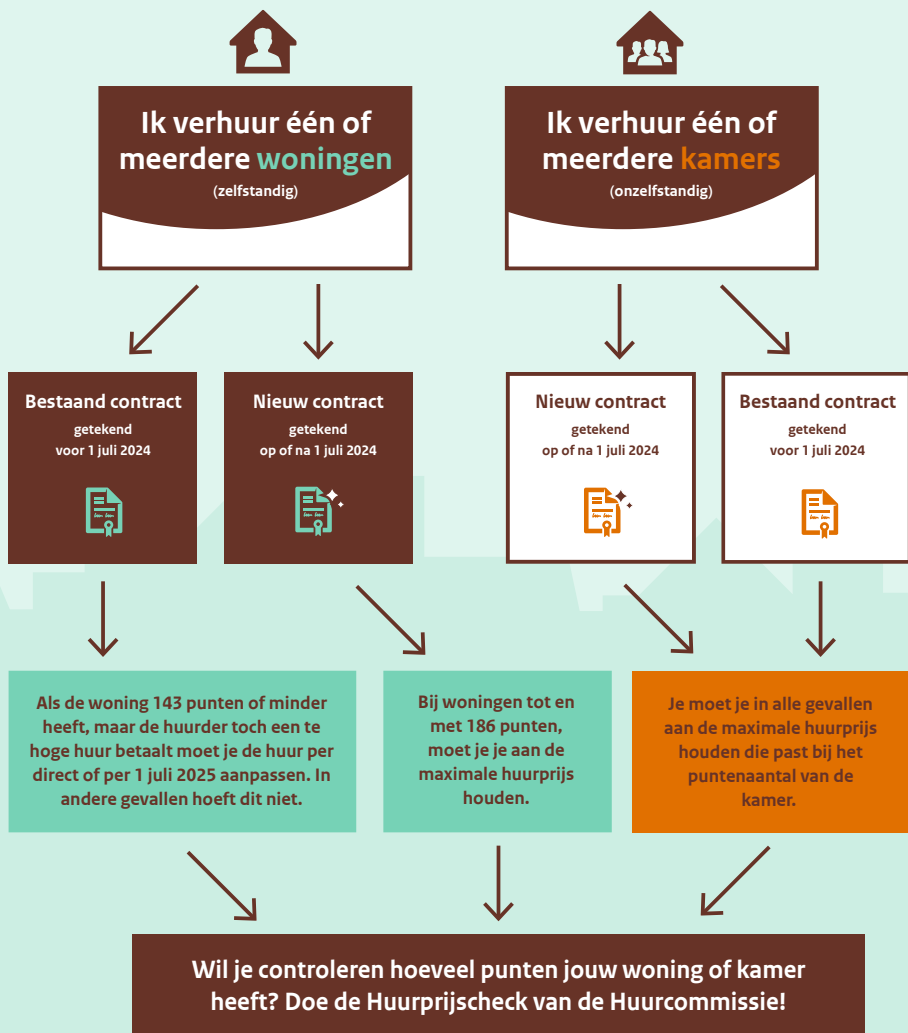 Ik verhuur één of
meerdere woningen
(zelfstandig)
Ik verhuur één of
meerdere kamers
(onzelfstandig)
Bestaand contract
getekend
voor 1 juli 2024
Nieuw contract
getekend
op of na 1 juli 2024
Nieuw contract
getekend
op of na 1 juli 2024
Bestaand contract
getekend
voor 1 juli 2024
Als de woning 143 punten of minder
heeft, maar de huurder toch een te
hoge huur betaalt moet je de huur per
direct of per 1 juli 2025 aanpassen. In
andere gevallen hoeft dit niet.
Bij woningen tot en
met 186 punten,
moet je je aan de
maximale huurprijs
houden.
Je moet je in alle gevallen
aan de maximale huurprijs
houden die past bij het
puntenaantal van de
kamer.
Wil je controleren hoeveel punten jouw woning of kamer
heeft? Doe de Huurprijscheck van de Huurcommissie!